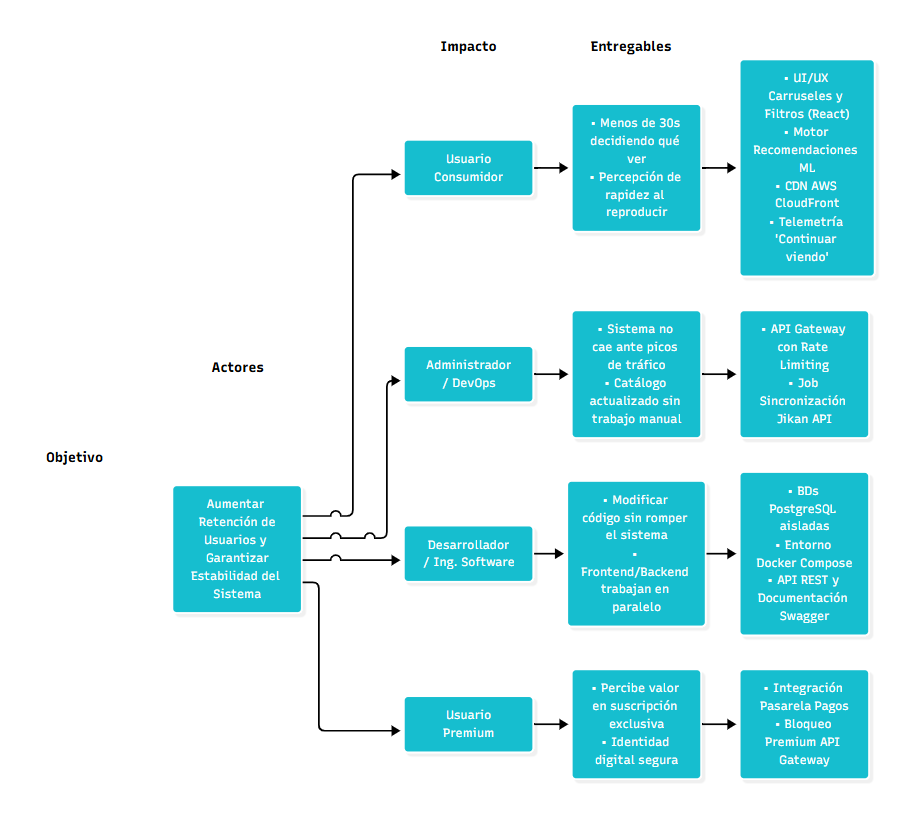 Impacto
Entregables
Actores
Objetivo
Aumentar
Retención de
Usuarios y
Garantizar
Estabilidad del
Sistema
Usuario
Consumidor
▪ Menos de 30s
decidiendo qué
ver
▪ Percepción de
rapidez al
reproducir
▪ UI/UX
Carruseles y
Filtros (React)
▪ Motor
Recomendaciones
ML
▪ CDN AWS
CloudFront
▪ Telemetría
'Continuar
viendo'
Administrador
/ DevOps
▪ Sistema no
cae ante picos
de tráfico
▪ Catálogo
actualizado sin
trabajo manual
▪ API Gateway
con Rate
Limiting
▪ Job
Sincronización
Jikan API
Desarrollador
/ Ing. Software
▪ Modificar
código sin romper
el sistema
▪
Frontend/Backend
trabajan en
paralelo
▪ BDs
PostgreSQL
aisladas
▪ Entorno
Docker Compose
▪ API REST y
Documentación
Swagger
Usuario
Premium
▪ Percibe valor
en suscripción
exclusiva
▪ Identidad
digital segura
▪ Integración
Pasarela Pagos
▪ Bloqueo
Premium API
Gateway